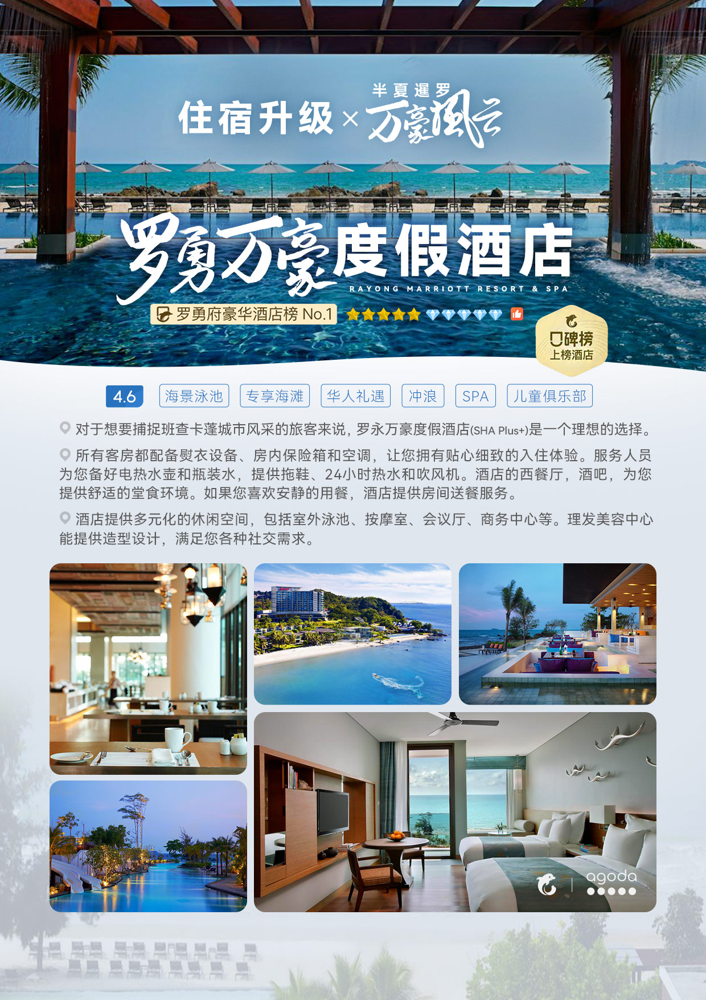 半夏暹罗
住宿升级×万豪風云
罗勇万豪度假酒店
RAYONG MARRIOTT RESORT & SPA
罗勇府豪华酒店榜 No.1
口碑榜
上榜酒店
4.6 海景泳池 专享海滩 华人礼遇 冲浪 SPA 儿童俱乐部
对于想要捕捉班查卡蓬城市风采的旅客来说，罗永万豪度假酒店(SHA Plus+)是一个理想的选择。
所有客房都配备熨衣设备、房内保险箱和空调，让您拥有贴心细致的入住体验。服务人员
为您备好电热水壶和瓶装水，提供拖鞋、24小时热水和吹风机。酒店的西餐厅，酒吧，为您
提供舒适的堂食环境。如果您喜欢安静的用餐，酒店提供房间送餐服务。
酒店提供多元化的休闲空间，包括室外泳池、按摩室、会议厅、商务中心等。理发美容中心
能提供造型设计，满足您各种社交需求。
agoda